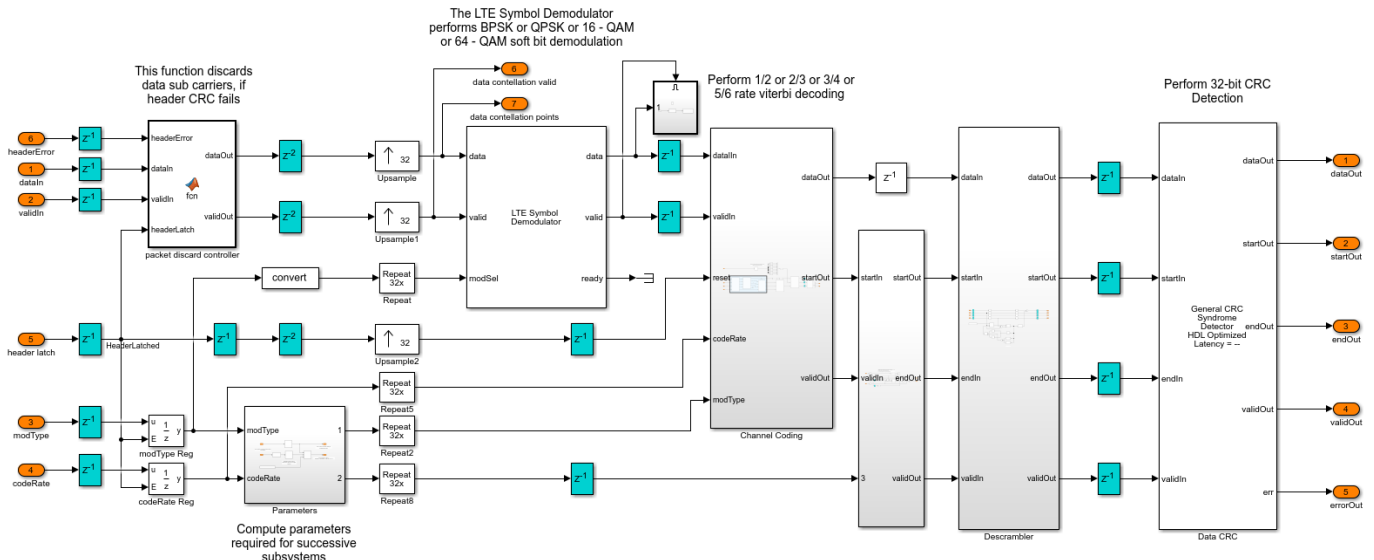 The LTE Symbol Demodulator
performs BPSK or QPSK or 16 - QAM
or 64 - QAM soft bit demodulation
This function discards
data sub carriers, if
header CRC fails
6
data contellation valid
7
data contellation points
Perform 1/2 or 2/3 or 3/4 or
5/6 rate viterbi decoding
Perform 32-bit CRC
Detection
6
headerError
1
dataIn
2
validIn
z-1
z-1
z-1
headerError
dataIn
validIn
headerLatch
fcn
dataOut
validOut
packet discard controller
z-2
z-2
32
Upsample
32
Upsample1
convert
Repeat
32x
Repeat
data
valid
modSel
LTE Symbol
Demodulator
data
valid
ready
1
z-1
z-1
5
header latch
z-1
HeaderLatched
z-1
z-2
32
Upsample2
z-1
Repeat
32x
Repeat5
3
modType
z-1
u
E
1
z
y
modType Reg
4
codeRate
z-1
u
E
1
z
y
codeRate Reg
modType
codeRate
1
2
Parameters
Compute parameters
required for successive
subsystems
Repeat
32x
Repeat2
Repeat
32x
Repeat8
z-1
dataIn
validIn
reset
codeRate
modType
dataOut
startOut
validOut
Channel Coding
z-1
startIn
validIn
3
startOut
endOut
validOut
dataIn
startIn
endIn
validIn
dataOut
startOut
endOut
validOut
Descrambler
z-1
z-1
z-1
z-1
dataIn
startIn
endIn
validIn
General CRC
Syndrome
Detector
HDL Optimized
Latency = --
dataOut
startOut
endOut
validOut
err
Data CRC
1
dataOut
2
startOut
3
endOut
4
validOut
5
errorOut